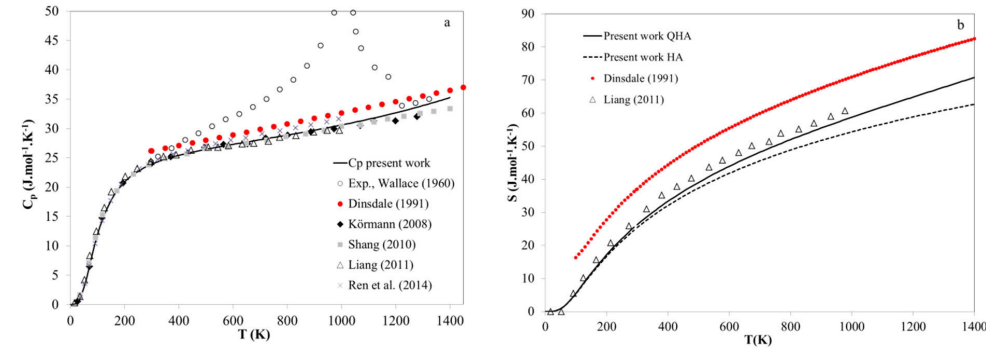 a
C_p (J.mol⁻¹.K⁻¹)
50
45
40
35
30
25
20
15
10
5
0
Cp present work
Exp., Wallace (1960)
Dinsdale (1991)
Körmann (2008)
Shang (2010)
Liang (2011)
Ren et al. (2014)
0 200 400 600 800 1000 1200 1400
T (K)
b
S (J.mol⁻¹.K⁻¹)
90
80
70
60
50
40
30
20
10
0
Present work QHA
Present work HA
Dinsdale (1991)
Liang (2011)
0 200 400 600 800 1000 1200 1400
T(K)